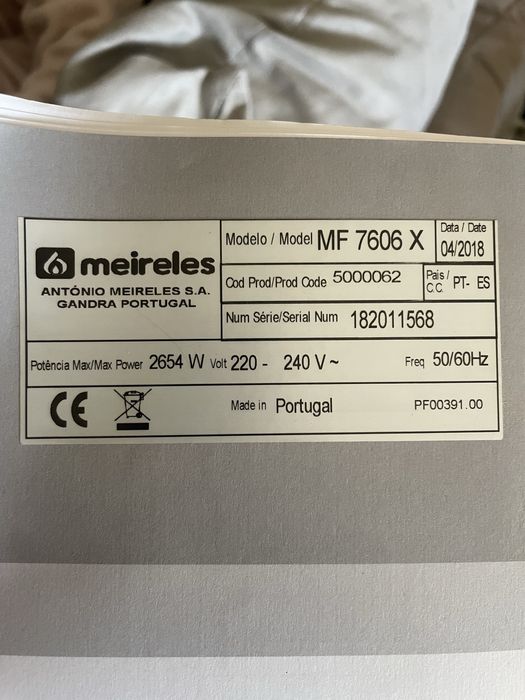 meireles
ANTÓNIO MEIRELES S.A.
GANDRA PORTUGAL
Modelo / Model MF 7606 X
Data / Date
04/2018
Cod Prod/Prod Code 5000062
Pais /
C.C. PT- ES
Num Série/Serial Num 182011568
Potência Max/Max Power 2654 W Volt 220 - 240 V ~ Freq 50/60Hz
CE
Made in Portugal
PF00391.00